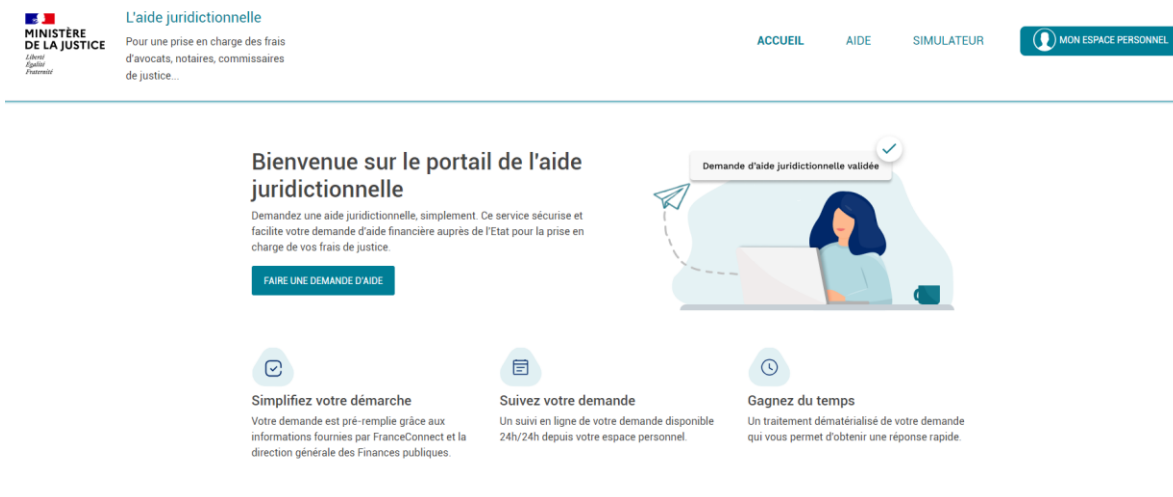 MINISTÈRE
DE LA JUSTICE
Liberté
Égalité
Fraternité
L'aide juridictionnelle
Pour une prise en charge des frais
d'avocats, notaires, commissaires
de justice...
ACCUEIL
AIDE
SIMULATEUR
MON ESPACE PERSONNEL
Bienvenue sur le portail de l'aide
juridictionnelle
Demandez une aide juridictionnelle, simplement. Ce service sécurise et
facilite votre demande d'aide financière auprès de l'Etat pour la prise en
charge de vos frais de justice.
FAIRE UNE DEMANDE D'AIDE
Demande d'aide juridictionnelle validée
Simplifiez votre démarche
Votre demande est pré-remplie grâce aux
informations fournies par FranceConnect et la
direction générale des Finances publiques.
Suivez votre demande
Un suivi en ligne de votre demande disponible
24h/24h depuis votre espace personnel.
Gagnez du temps
Un traitement dématérialisé de votre demande
qui vous permet d'obtenir une réponse rapide.